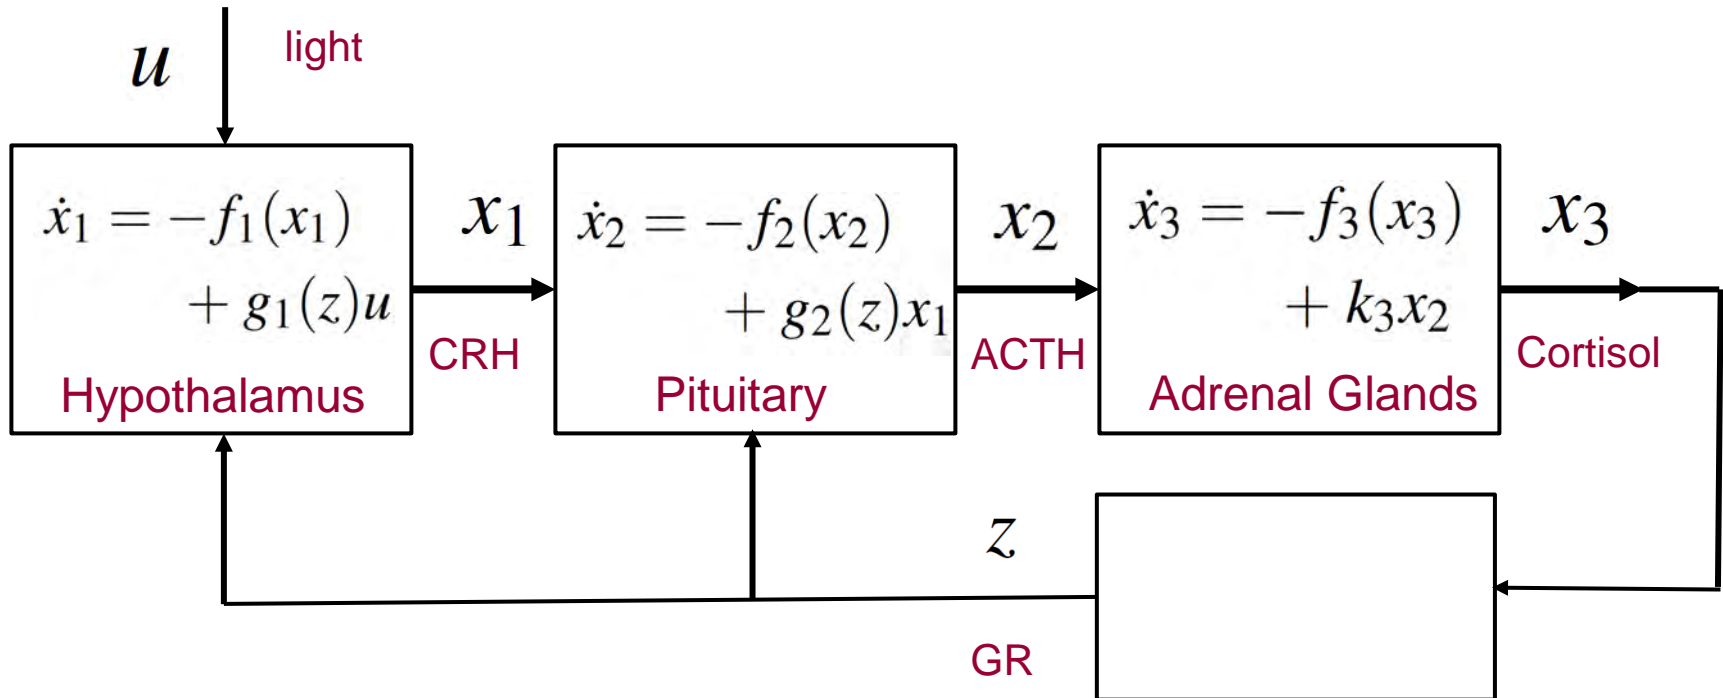 u
light
ẋ₁ = −f₁(x₁)
+ g₁(z)u
Hypothalamus
x₁
CRH
ẋ₂ = −f₂(x₂)
+ g₂(z)x₁
Pituitary
x₂
ACTH
ẋ₃ = −f₃(x₃)
+ k₃x₂
Adrenal Glands
x₃
Cortisol
z
GR